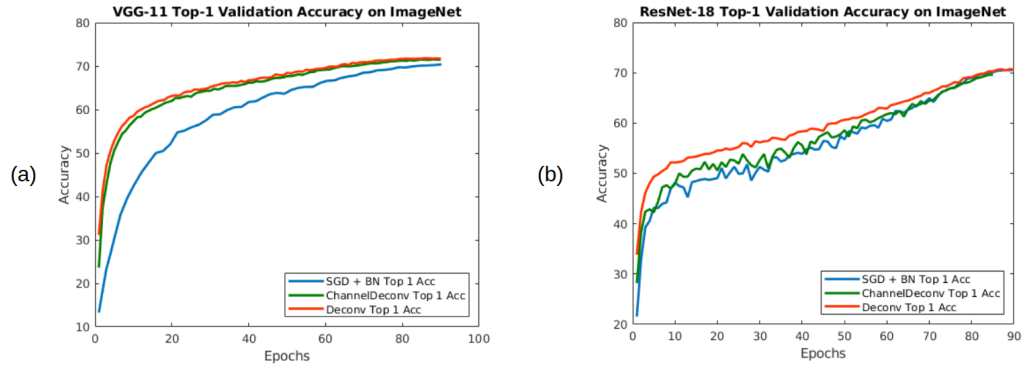 (a)
VGG-11 Top-1 Validation Accuracy on ImageNet
Accuracy
80
70
60
50
40
30
20
10
0 20 40 60 80 100
Epochs
SGD + BN Top 1 Acc
ChannelDeconv Top 1 Acc
Deconv Top 1 Acc
(b)
ResNet-18 Top-1 Validation Accuracy on ImageNet
Accuracy
80
70
60
50
40
30
20
0 10 20 30 40 50 60 70 80 90
Epochs
SGD + BN Top 1 Acc
ChannelDeconv Top 1 Acc
Deconv Top 1 Acc